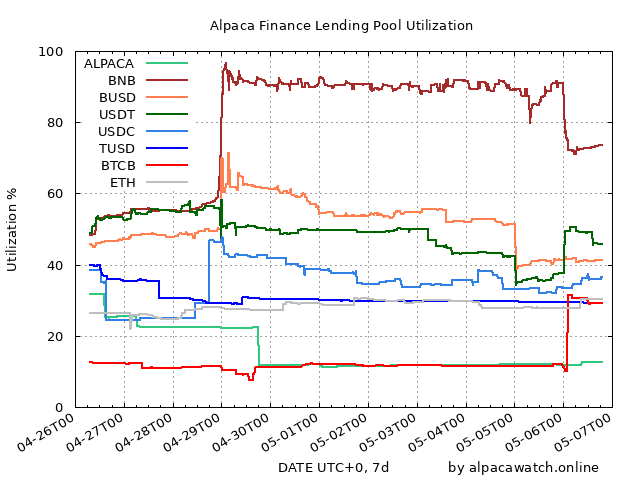 Alpaca Finance Lending Pool Utilization
100
80
60
40
20
0
Utilization %
ALPACA
BNB
BUSD
USDT
USDC
TUSD
BTCB
ETH
04-26T00
04-27T00
04-28T00
04-29T00
04-30T00
05-01T00
05-02T00
05-03T00
05-04T00
05-05T00
05-06T00
05-07T00
DATE UTC+0, 7d
by alpacawatch.online